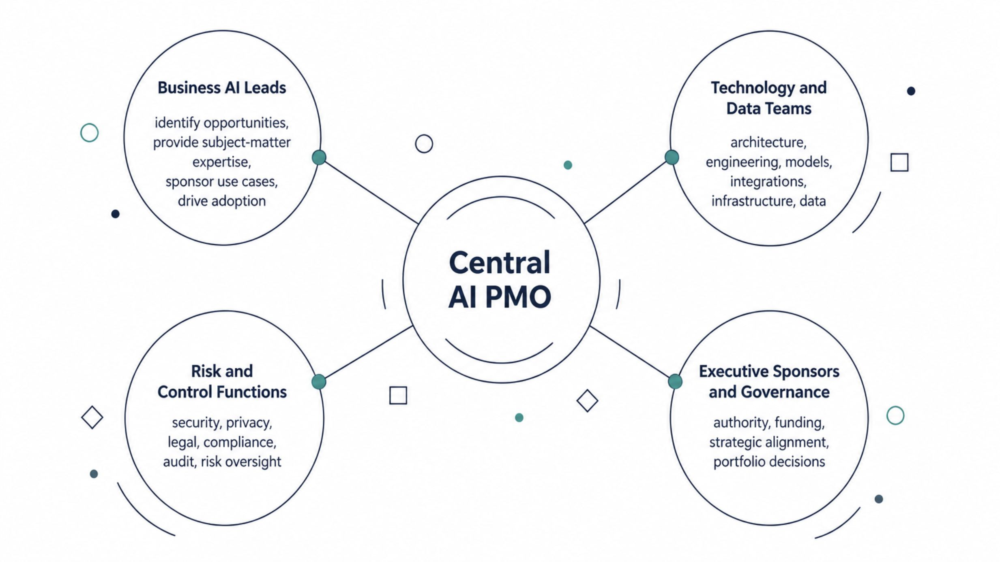 Business AI Leads
identify opportunities,
provide subject-matter
expertise,
sponsor use cases,
drive adoption
Technology and
Data Teams
architecture,
engineering, models,
integrations,
infrastructure, data
Central
AI PMO
Risk and
Control Functions
security, privacy,
legal, compliance,
audit, risk oversight
Executive Sponsors
and Governance
authority, funding,
strategic alignment,
portfolio decisions